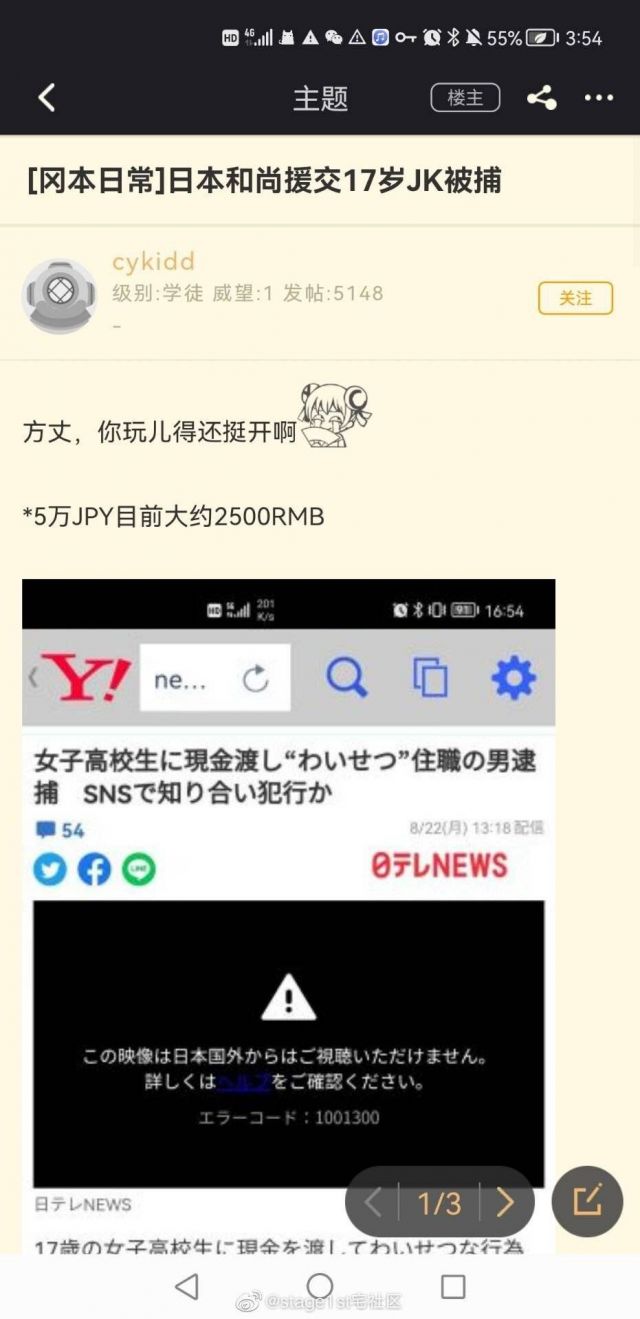 HD 4G 55% 3:54
主题
楼主
[冈本日常]日本和尚援交17岁JK被捕
cykidd
级别:学徒 威望:1 发帖:5148
-
关注
方丈，你玩儿得还挺开啊
*5万JPY目前大约2500RMB
HD 201 K/s 91 16:54
Y! ne...
女子高校生に現金渡し“わいせつ”住職の男逮
捕　SNSで知り合い犯行か
54
8/22(月) 13:18配信
LINE
日テレNEWS
この映像は日本国外からはご視聴いただけません。
詳しくはヘルプをご確認ください。
エラーコード：1001300
日テレNEWS
1/3
17歳の女子高校生に現金を渡してわいせつな行為
@stage1st宅社区